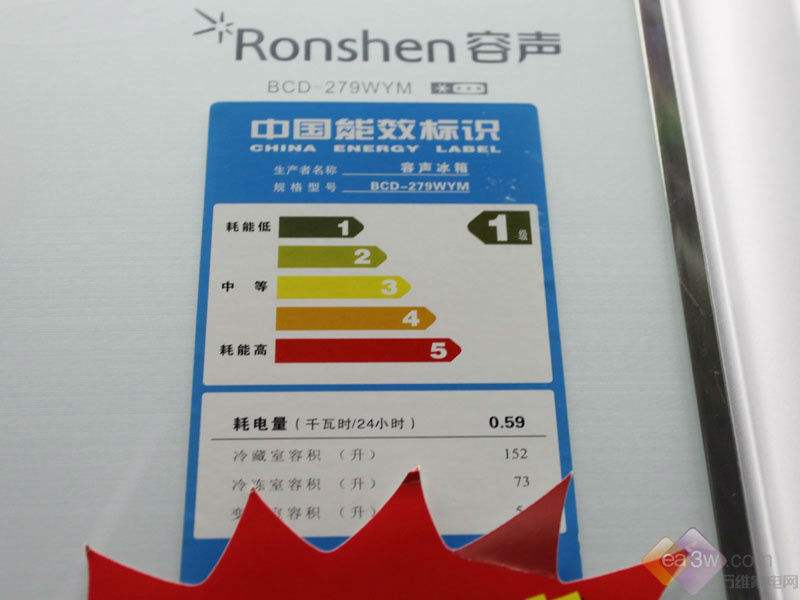 Ronshen 容声
BCD-279WYM
中国能效标识
CHINA ENERGY LABEL
生产者名称 容声冰箱
规格型号 BCD-279WYM
耗能低 1
1级
2
中等 3
4
耗能高 5
耗电量（千瓦时/24小时） 0.59
冷藏室容积（升） 152
冷冻室容积（升） 73
室容积（升）
ea3w.com
万维家电网